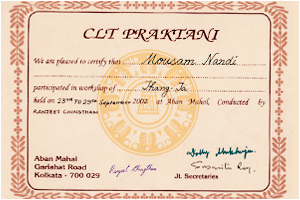 CLT PRAKTANI
We are pleased to certify that Mousam Nandi
participated in workshop of Thang-Ta
held on 23RD TO 25TH September 2002 at Aban Mahal, Conducted by
RANJEET CHINGTHAM
Aban Mahal
Gariahat Road
Kolkata - 700 029
Jt. Secretaries